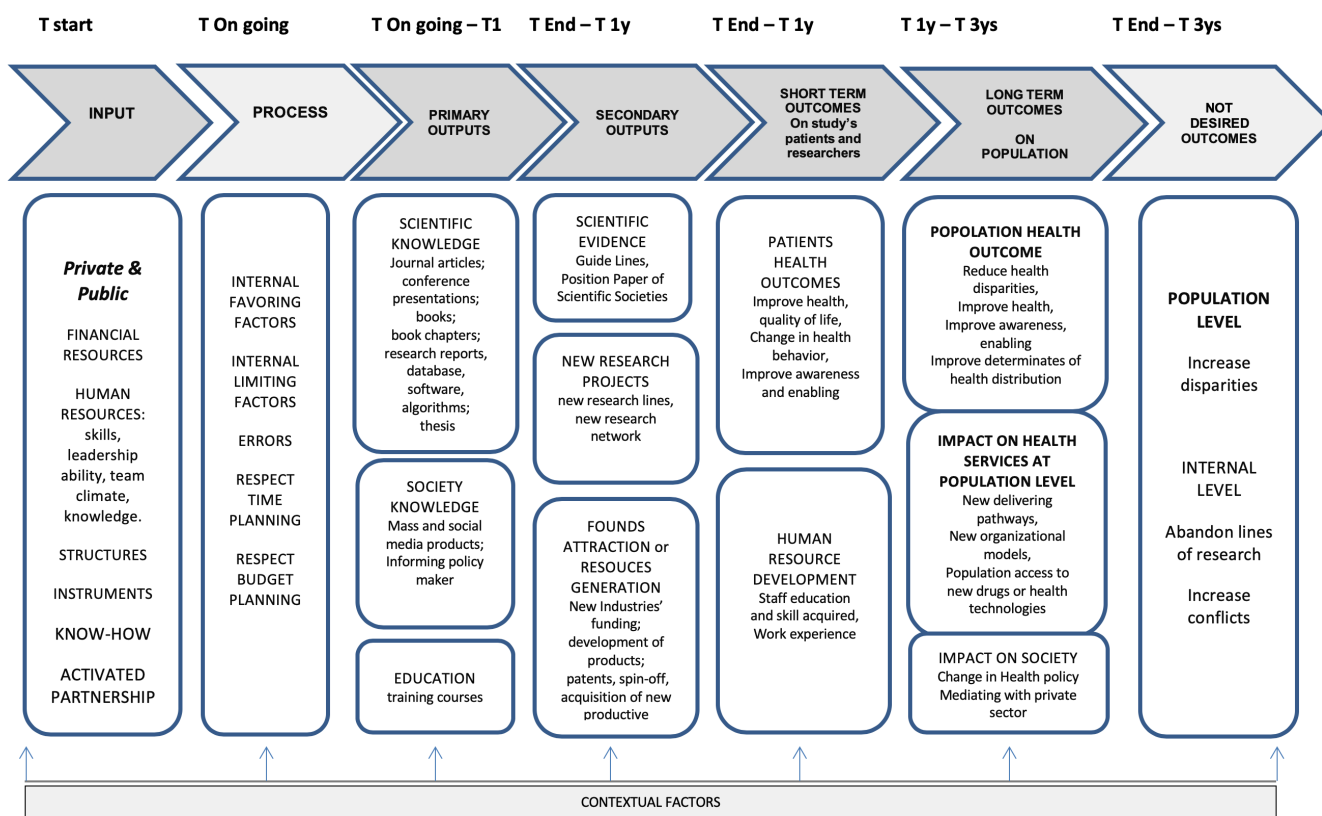 T start
T On going
T On going – T1
T End – T 1y
T End – T 1y
T 1y – T 3ys
T End – T 3ys
INPUT
PROCESS
PRIMARY
OUTPUTS
SECONDARY
OUTPUTS
SHORT TERM
OUTCOMES
On study’s
patients and
researchers
LONG TERM
OUTCOMES
ON
POPULATION
NOT
DESIRED
OUTCOMES
Private &
Public
FINANCIAL
RESOURCES
HUMAN
RESOURCES:
skills,
leadership
ability, team
climate,
knowledge.
STRUCTURES
INSTRUMENTS
KNOW-HOW
ACTIVATED
PARTNERSHIP
INTERNAL
FAVORING
FACTORS
INTERNAL
LIMITING
FACTORS
ERRORS
RESPECT
TIME
PLANNING
RESPECT
BUDGET
PLANNING
SCIENTIFIC
KNOWLEDGE
Journal articles;
conference
presentations;
books;
book chapters;
research reports,
database,
software,
algorithms;
thesis
SOCIETY
KNOWLEDGE
Mass and social
media products;
Informing policy
maker
EDUCATION
training courses
SCIENTIFIC
EVIDENCE
Guide Lines,
Position Paper of
Scientific Societies
NEW RESEARCH
PROJECTS
new research lines,
new research
network
FOUNDS
ATTRACTION or
RESOUCES
GENERATION
New Industries’
funding;
development of
products;
patents, spin-off,
acquisition of new
productive
PATIENTS
HEALTH
OUTCOMES
Improve health,
quality of life,
Change in health
behavior,
Improve awareness
and enabling
HUMAN
RESOURCE
DEVELOPMENT
Staff education
and skill acquired,
Work experience
POPOLATION HEALTH
OUTCOME
Reduce health
disparities,
Improve health,
Improve awareness,
enabling
Improve determinates of
health distribution
IMPACT ON HEALTH
SERVICES AT
POPULATION LEVEL
New delivering
pathways,
New organizational
models,
Population access to
new drugs or health
technologies
IMPACT ON SOCIETY
Change in Health policy
Mediating with private
sector
POPULATION
LEVEL
Increase
disparities
INTERNAL
LEVEL
Abandon lines
of research
Increase
conflicts
CONTEXTUAL FACTORS